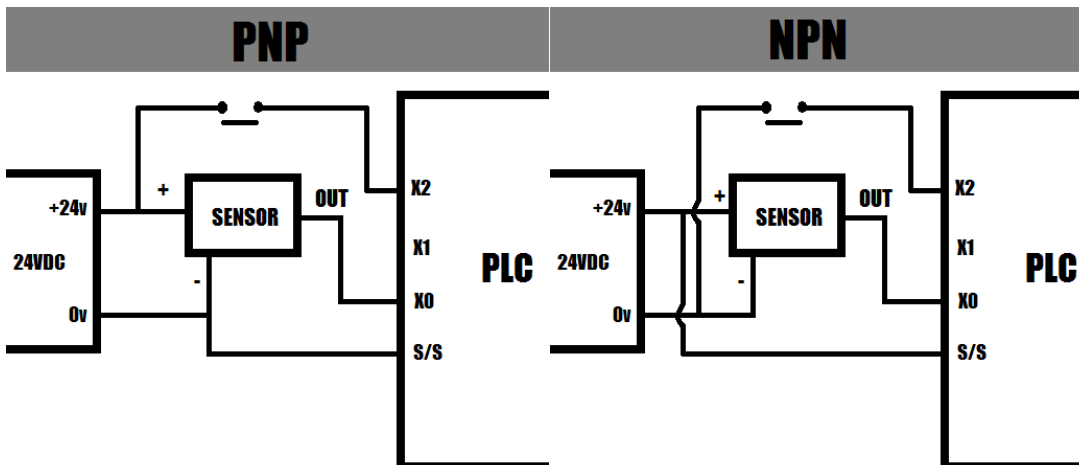 PNP
+
OUT
X2
+24v
SENSOR
24VDC
X1
PLC
-
X0
0v
S/S
NPN
+
OUT
X2
+24v
SENSOR
24VDC
X1
PLC
-
X0
0v
S/S